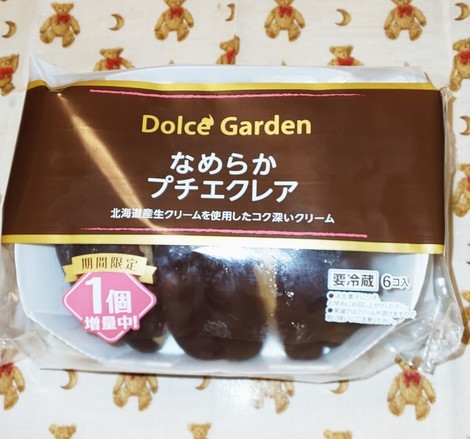 Dolce Garden
なめらか
プチエクレア
北海道産生クリームを使用したコク深いクリーム
期間限定
1個
増量中!
要冷蔵 6コ入